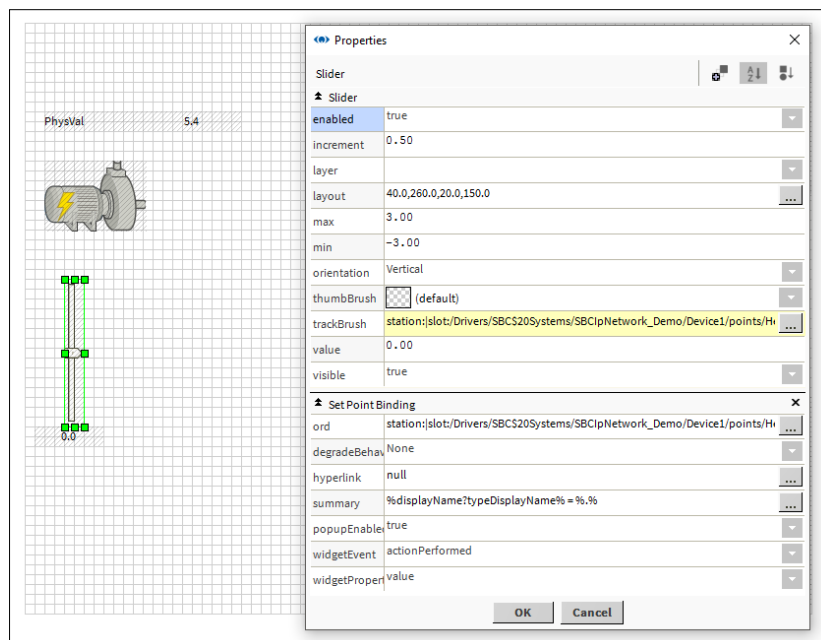 PhysVal 5.4
0.0
Properties
Slider
Slider
enabled true
increment 0.50
layer
layout 40.0,260.0,20.0,150.0 ...
max 3.00
min -3.00
orientation Vertical
thumbBrush (default)
trackBrush station:|slot:/Drivers/SBC$20Systems/SBCIpNetwork_Demo/Device1/points/He ...
value 0.00
visible true
Set Point Binding
ord station:|slot:/Drivers/SBC$20Systems/SBCIpNetwork_Demo/Device1/points/He ...
degradeBehav None
hyperlink null ...
summary %displayName?typeDisplayName% = %.% ...
popupEnable true
widgetEvent actionPerformed
widgetProper value
OK Cancel